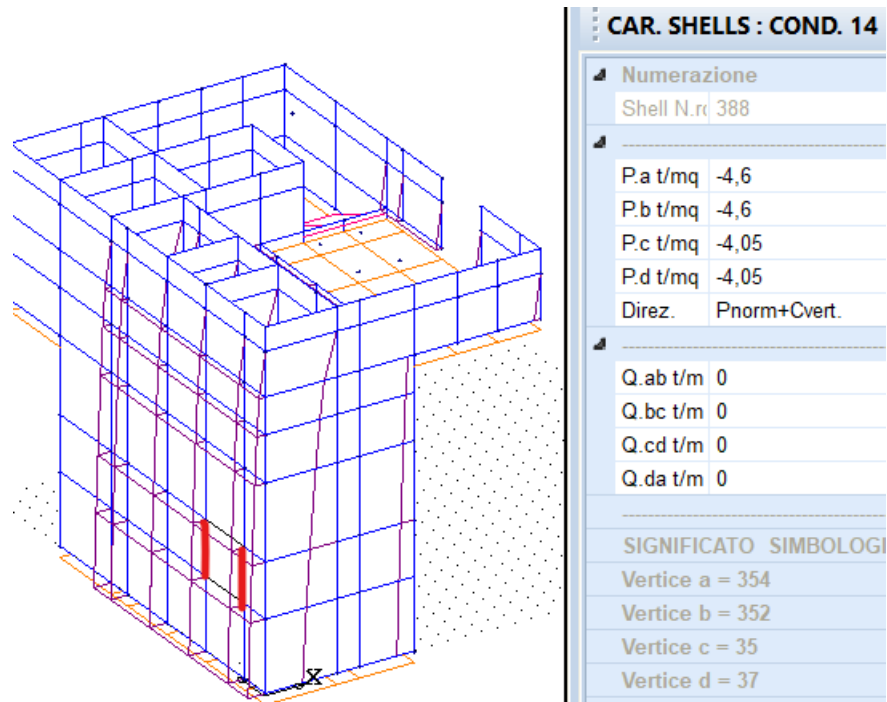 CAR. SHELLS : COND. 14
Numerazione
Shell N.ro 388
P.a t/mq -4,6
P.b t/mq -4,6
P.c t/mq -4,05
P.d t/mq -4,05
Direz. Pnorm+Cvert.
Q.ab t/m 0
Q.bc t/m 0
Q.cd t/m 0
Q.da t/m 0
SIGNIFICATO SIMBOLOGI
Vertice a = 354
Vertice b = 352
Vertice c = 35
Vertice d = 37
X